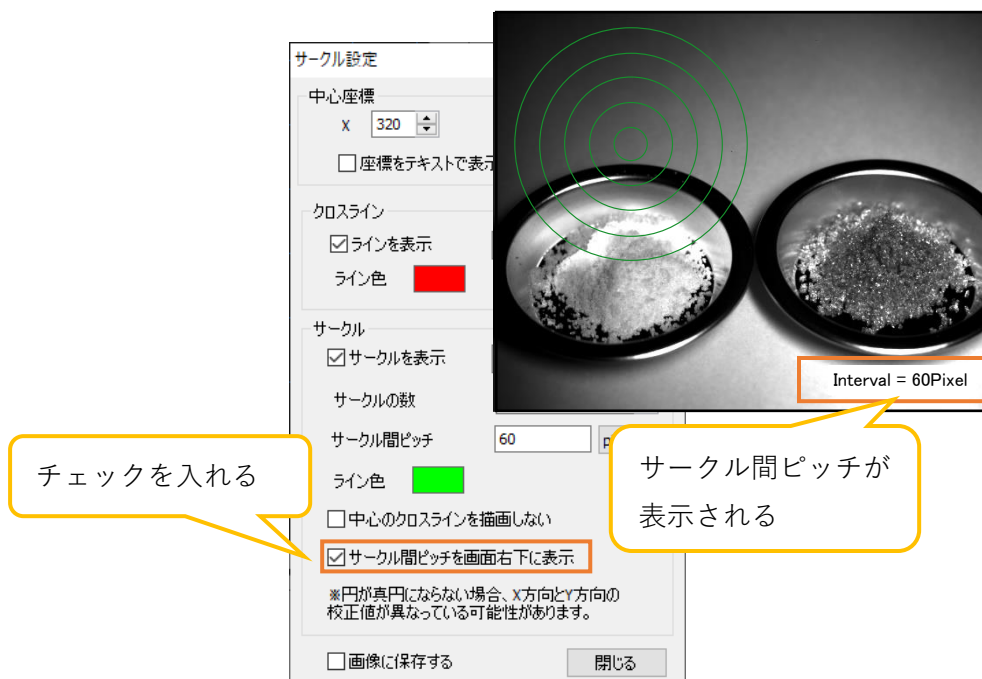 サークル設定
中心座標
X 320
座標をテキストで表示
クロスライン
ラインを表示
ライン色
サークル
サークルを表示
サークルの数
サークル間ピッチ 60
ライン色
中心のクロスラインを描画しない
サークル間ピッチを画面右下に表示
※円が真円にならない場合、X方向とY方向の
校正値が異なっている可能性があります。
画像に保存する 閉じる
Interval = 60Pixel
チェックを入れる
サークル間ピッチが
表示される